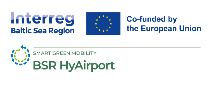 Interreg
Baltic Sea Region
Co-funded by
the European Union
SMART GREEN MOBILITY
BSR HyAirport